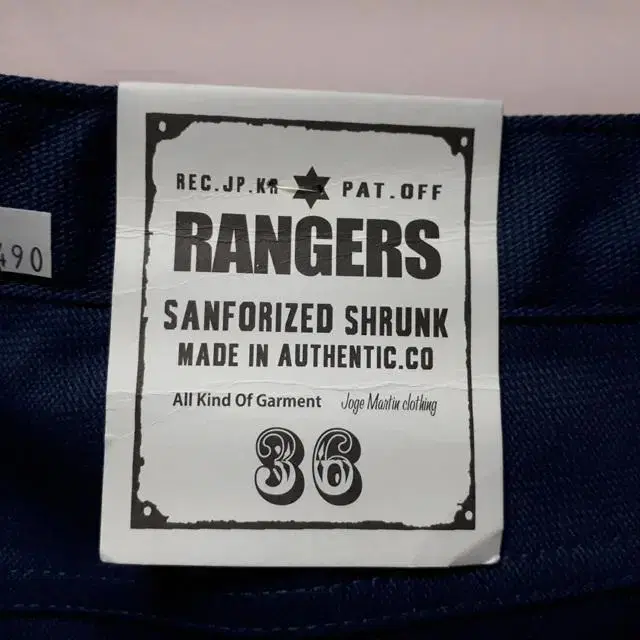 REC.JP.KR PAT.OFF
RANGERS
SANFORIZED SHRUNK
MADE IN AUTHENTIC.CO
All Kind Of Garment Joge Martin clothing
36
490